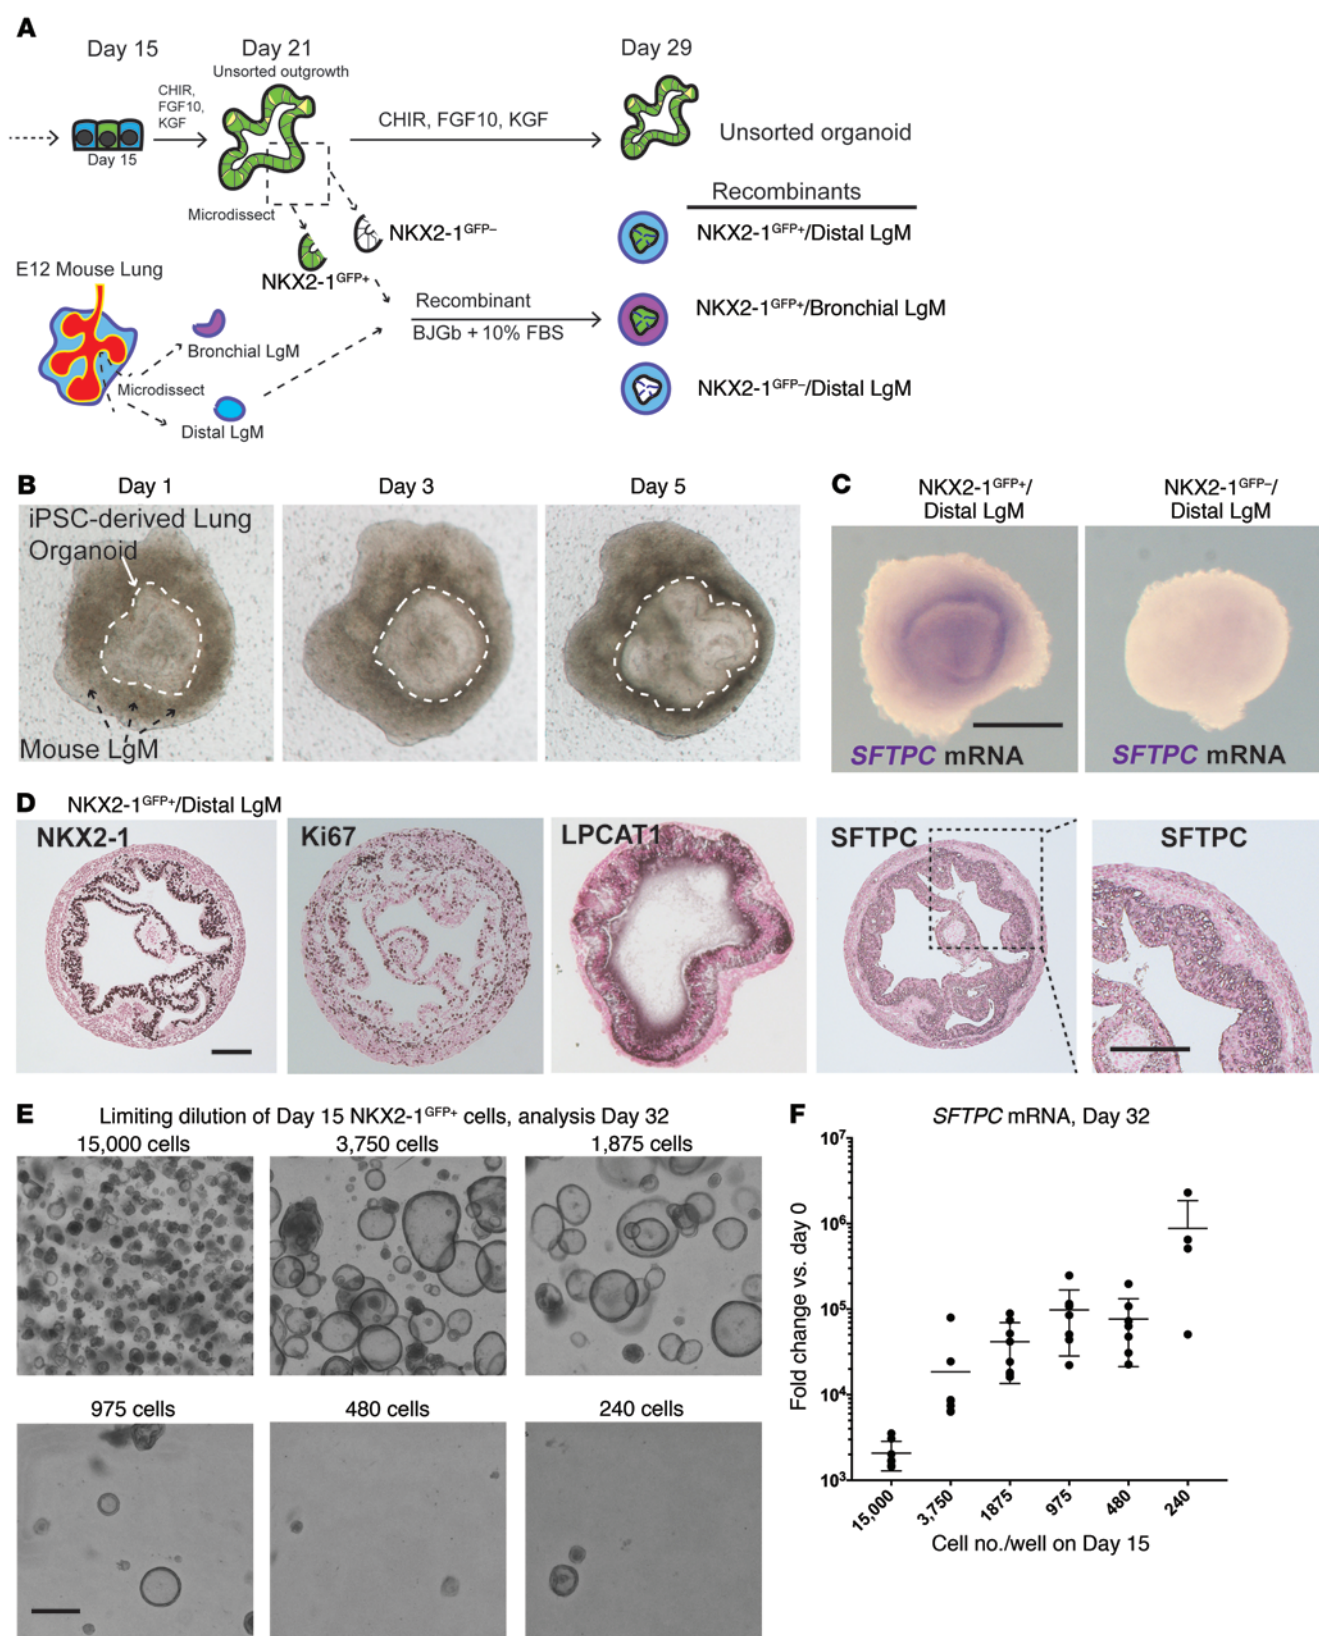 A
Day 15
Day 21
Unsorted outgrowth
Day 29
CHIR,
FGF10,
KGF
CHIR, FGF10, KGF
Day 15
Unsorted organoid
Microdissect
NKX2-1GFP–
NKX2-1GFP+
Recombinants
NKX2-1GFP+/Distal LgM
E12 Mouse Lung
Recombinant
BJGb + 10% FBS
NKX2-1GFP+/Bronchial LgM
Bronchial LgM
Microdissect
Distal LgM
NKX2-1GFP–/Distal LgM
B
Day 1
Day 3
Day 5
iPSC-derived Lung
Organoid
Mouse LgM
C
NKX2-1GFP+/
Distal LgM
NKX2-1GFP–/
Distal LgM
SFTPC mRNA
SFTPC mRNA
D
NKX2-1GFP+/Distal LgM
NKX2-1
Ki67
LPCAT1
SFTPC
SFTPC
E
Limiting dilution of Day 15 NKX2-1GFP+ cells, analysis Day 32
15,000 cells
3,750 cells
1,875 cells
975 cells
480 cells
240 cells
F
SFTPC mRNA, Day 32
Fold change vs. day 0
10⁷
10⁶
10⁵
10⁴
10³
15,000
3,750
1875
975
480
240
Cell no./well on Day 15